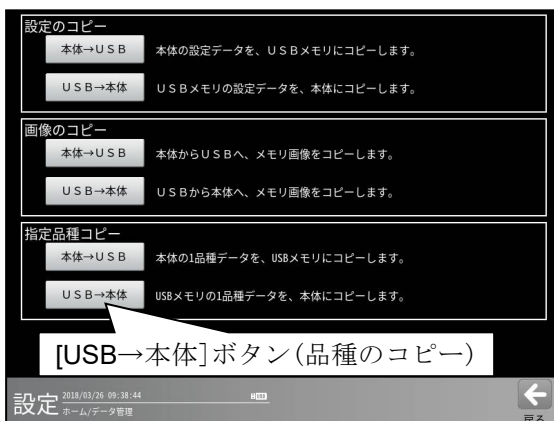 設定のコピー
本体→USB 本体の設定データを、USBメモリにコピーします。
USB→本体 USBメモリの設定データを、本体にコピーします。
画像のコピー
本体→USB 本体からUSBへ、メモリ画像をコピーします。
USB→本体 USBから本体へ、メモリ画像をコピーします。
指定品種コピー
本体→USB 本体の1品種データを、USBメモリにコピーします。
USB→本体 USBメモリの1品種データを、本体にコピーします。
[USB→本体]ボタン(品種のコピー)
設定 2018/03/26 09:38:44
ホーム/データ管理
戻る